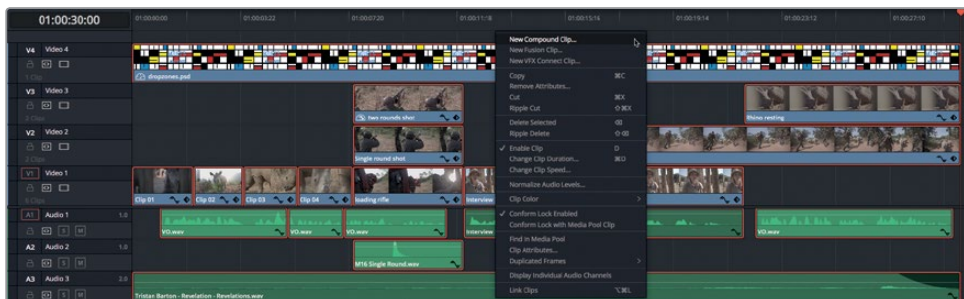 01:00:30:00
01:00:00:00 01:00:03:22 01:00:07:20 01:00:11:18 01:00:15:16 01:00:19:14 01:00:23:12 01:00:27:10
V4 Video 4
1 Clip
dropzones.psd
V3 Video 3
2 Clips
two rounds shot
Rhino resting
V2 Video 2
2 Clips
Single round shot
V1 Video 1
Clip 01 Clip 02 Clip 03 Clip 04 loading rifle Interview
A1 Audio 1 1.0
S M
VO.wav VO.wav VO.wav Interview VO.wav
A2 Audio 2 1.0
S M
M16 Single Round.wav
A3 Audio 3 2.0
S M
Tristan Barton - Revelation - Revelations.wav
New Compound Clip...
New Fusion Clip...
New VFX Connect Clip...
Copy ⌘C
Remove Attributes...
Cut ⌘X
Ripple Cut ⇧⌘X
Delete Selected ⌫
Ripple Delete ⇧⌫
✓ Enable Clip D
Change Clip Duration... ⌘D
Change Clip Speed...
Normalize Audio Levels...
Clip Color >
✓ Conform Lock Enabled
Conform Lock with Media Pool Clip
Find in Media Pool
Clip Attributes...
Duplicated Frames >
Display Individual Audio Channels
Link Clips ⌥⌘L